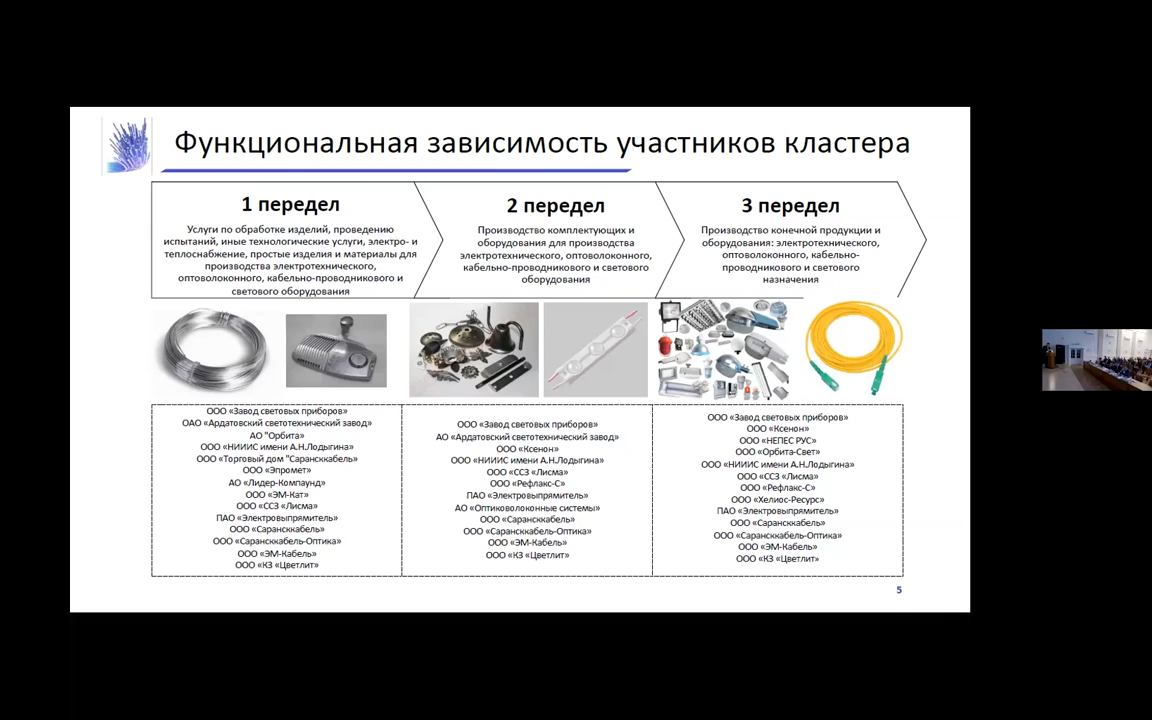 Функциональная зависимость участников кластера
1 передел
Услуги по обработке изделий, проведению
испытаний, иные технологические услуги, электро- и
теплоснабжение, простые изделия и материалы для
производства электротехнического,
оптоволоконного, кабельно-проводникового и
светового оборудования
2 передел
Производство комплектующих и
оборудования для производства
электротехнического, оптоволоконного,
кабельно-проводникового и светового
оборудования
3 передел
Производство конечной продукции и
оборудования: электротехнического,
оптоволоконного, кабельно-
проводникового и светового
назначения
ООО «Завод световых приборов»
ОАО «Ардатовский светотехнический завод»
АО "Орбита»
ООО «НИИИС имени А.Н.Лодыгина»
ООО «Торговый дом "Сарансккабель»
ООО «Эпромет»
АО «Лидер-Компаунд»
ООО «ЭМ-Кат»
ООО «ССЗ «Лисма»
ПАО «Электровыпрямитель»
ООО «Сарансккабель»
ООО «Сарансккабель-Оптика»
ООО «ЭМ-Кабель»
ООО «КЗ «Цветлит»
ООО «Завод световых приборов»
АО «Ардатовский светотехнический завод»
ООО «Ксенон»
ООО «НИИИС имени А.Н.Лодыгина»
ООО «ССЗ «Лисма»
ООО «Рефлакс-С»
ПАО «Электровыпрямитель»
АО «Оптиковолоконные системы»
ООО «Сарансккабель»
ООО «Сарансккабель-Оптика»
ООО «ЭМ-Кабель»
ООО «КЗ «Цветлит»
ООО «Завод световых приборов»
ООО «Ксенон»
ООО «НЕПЕС РУС»
ООО «Орбита-Свет»
ООО «НИИИС имени А.Н.Лодыгина»
ООО «ССЗ «Лисма»
ООО «Рефлакс-С»
ООО «Хелиос-Ресурс»
ПАО «Электровыпрямитель»
ООО «Сарансккабель»
ООО «Сарансккабель-Оптика»
ООО «ЭМ-Кабель»
ООО «КЗ «Цветлит»
5